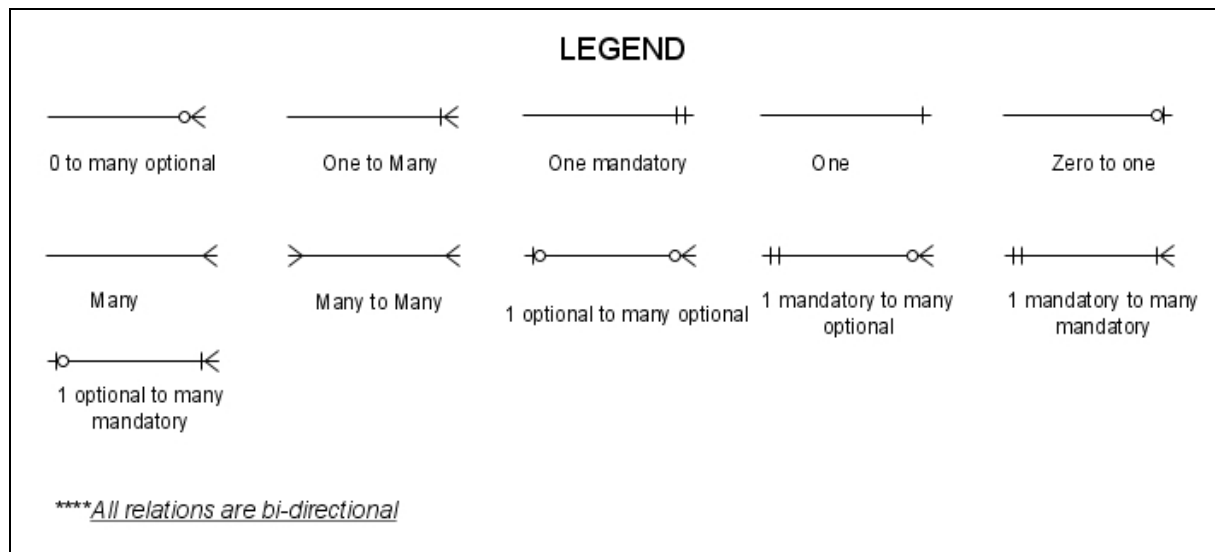 LEGEND
0 to many optional
One to Many
One mandatory
One
Zero to one
Many
Many to Many
1 optional to many optional
1 mandatory to many
optional
1 mandatory to many
mandatory
1 optional to many
mandatory
****All relations are bi-directional